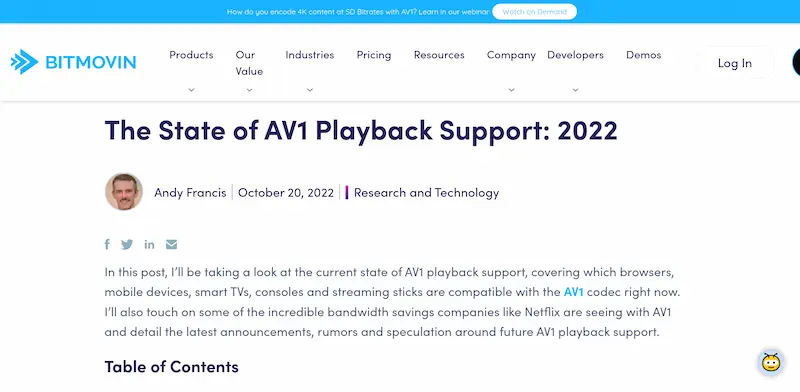 How do you encode 4K content at SD Bitrates with AV1? Learn in our webinar Watch on Demand
BITMOVIN Products Our Value Industries Pricing Resources Company Developers Demos Log In
The State of AV1 Playback Support: 2022
Andy Francis October 20, 2022 Research and Technology
In this post, I'll be taking a look at the current state of AV1 playback support, covering which browsers,
mobile devices, smart TVs, consoles and streaming sticks are compatible with the AV1 codec right now.
I'll also touch on some of the incredible bandwidth savings companies like Netflix are seeing with AV1
and detail the latest announcements, rumors and speculation around future AV1 playback support.
Table of Contents